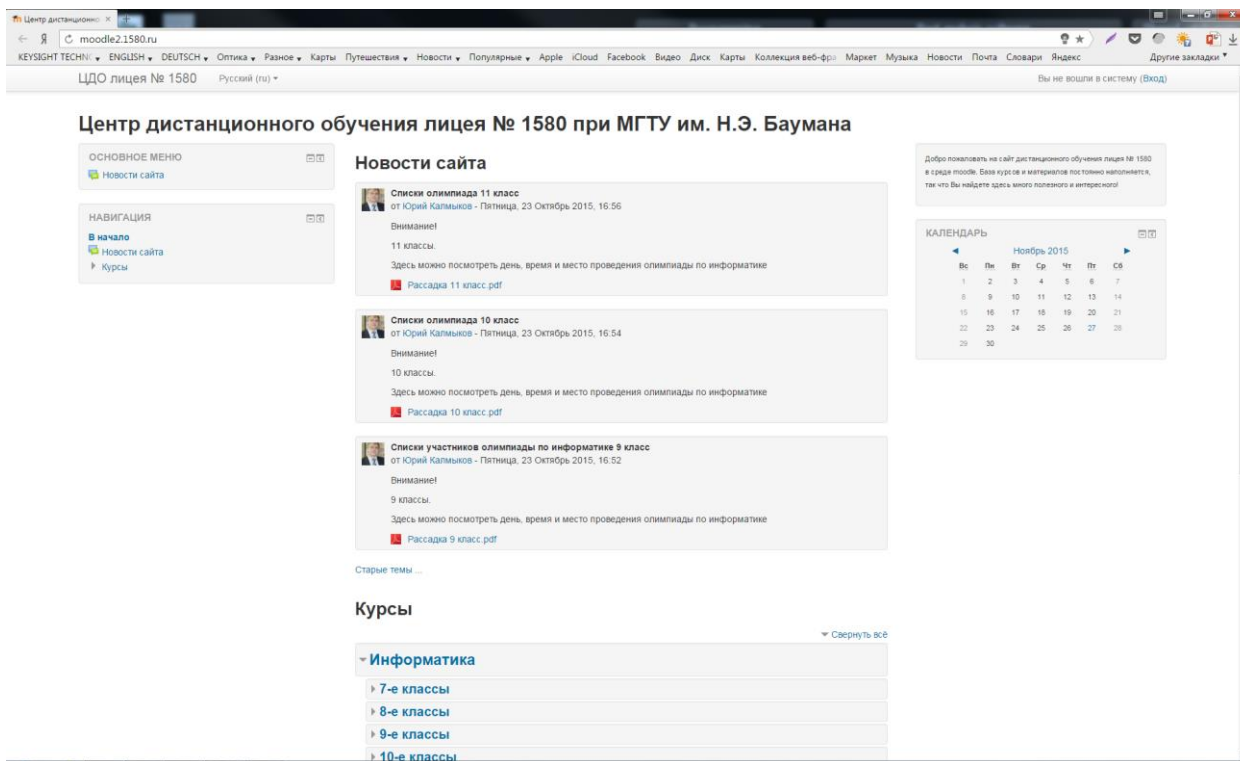 Центр дистанционно
moodle2.1580.ru
KEYSIGHT TECHN ENGLISH DEUTSCH Оптика Разное Карты Путешествия Новости Популярные Apple iCloud Facebook Видео Диск Карты Коллекция веб-фра Маркет Музыка Новости Почта Словари Яндекс Другие закладки
ЦДО лицея № 1580 Русский (ru) Вы не вошли в систему (Вход)
Центр дистанционного обучения лицея № 1580 при МГТУ им. Н.Э. Баумана
ОСНОВНОЕ МЕНЮ
Новости сайта
НАВИГАЦИЯ
В начало
Новости сайта
Курсы
Новости сайта
Списки олимпиада 11 класс
от Юрий Калмыков - Пятница, 23 Октябрь 2015, 16:56
Внимание!
11 классы.
Здесь можно посмотреть день, время и место проведения олимпиады по информатике
Рассадка 11 класс.pdf
Списки олимпиада 10 класс
от Юрий Калмыков - Пятница, 23 Октябрь 2015, 16:54
Внимание!
10 классы.
Здесь можно посмотреть день, время и место проведения олимпиады по информатике
Рассадка 10 класс.pdf
Списки участников олимпиады по информатике 9 класс
от Юрий Калмыков - Пятница, 23 Октябрь 2015, 16:52
Внимание!
9 классы.
Здесь можно посмотреть день, время и место проведения олимпиады по информатике
Рассадка 9 класс.pdf
Старые темы ...
Курсы
Свернуть всё
Информатика
7-е классы
8-е классы
9-е классы
10-е классы
Добро пожаловать на сайт дистанционного обучения лицея № 1580
в среде moodle. База курсов и материалов постоянно наполняется,
так что Вы найдете здесь много полезного и интересного!
КАЛЕНДАРЬ
Ноябрь 2015
Вс Пн Вт Ср Чт Пт Сб
1 2 3 4 5 6 7
8 9 10 11 12 13 14
15 16 17 18 19 20 21
22 23 24 25 26 27 28
29 30